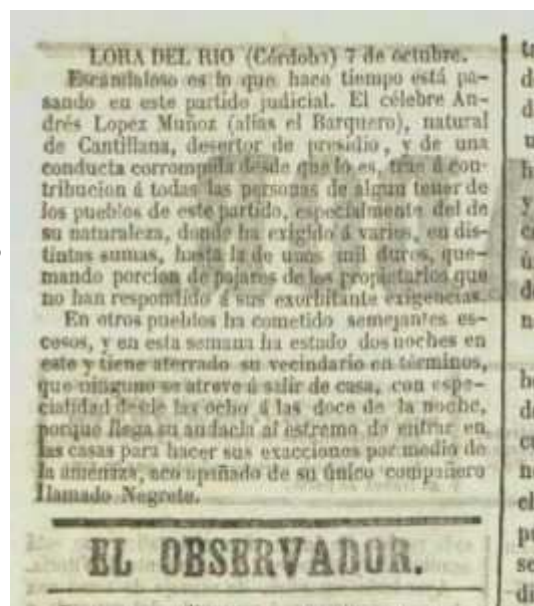 LORA DEL RIO (Córdoba) 7 de octubre.
Escandaloso es lo que hace tiempo está pa-
sando en este partido judicial. El célebre An-
drés Lopez Muñoz (alias el Barquero), natural
de Cantillana, desertor de presidio, y de una
conducta corrompida desde que lo es, trae á con-
tribucion á todas las personas de algun tener de
los pueblos de este partido, especialmente del de
su naturaleza, donde ha exigido á varios, en dis-
tintas sumas, hasta la de unos mil duros, que-
mando porcion de pajares de los propietarios que
no han respondido á sus exorbitante exigencias.
En otros pueblos ha cometido semejantes es-
cesos, y en esta semana ha estado dos noches en
este y tiene aterrado su vecindario en términos,
que ninguno se atreve á salir de casa, con espe-
cialidad desde las ocho á las doce de la noche,
porque llega su audacia al estremo de entrar en
las casas para hacer sus exacciones por medio de
la amenaza, acompañado de su único compañero
llamado Negrete.
EL OBSERVADOR.